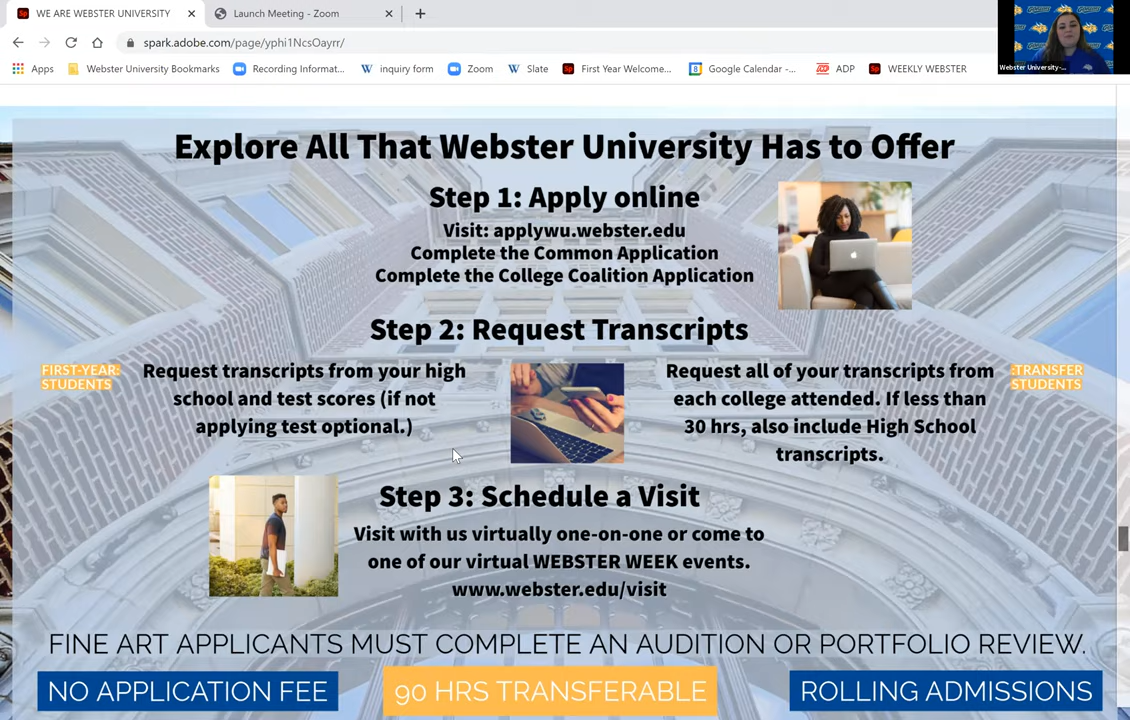 WE ARE WEBSTER UNIVERSITY
Launch Meeting - Zoom
spark.adobe.com/page/yphi1NcsOayrr/
Apps
Webster University Bookmarks
Recording Informat...
inquiry form
Zoom
Slate
First Year Welcome...
Google Calendar -...
ADP
WEEKLY WEBSTER
Webster University-...
Explore All That Webster University Has to Offer
Step 1: Apply online
Visit: applywu.webster.edu
Complete the Common Application
Complete the College Coalition Application
Step 2: Request Transcripts
FIRST-YEAR:
STUDENTS
Request transcripts from your high
school and test scores (if not
applying test optional.)
Request all of your transcripts from
each college attended. If less than
30 hrs, also include High School
transcripts.
:TRANSFER
STUDENTS
Step 3: Schedule a Visit
Visit with us virtually one-on-one or come to
one of our virtual WEBSTER WEEK events.
www.webster.edu/visit
FINE ART APPLICANTS MUST COMPLETE AN AUDITION OR PORTFOLIO REVIEW.
NO APPLICATION FEE
90 HRS TRANSFERABLE
ROLLING ADMISSIONS